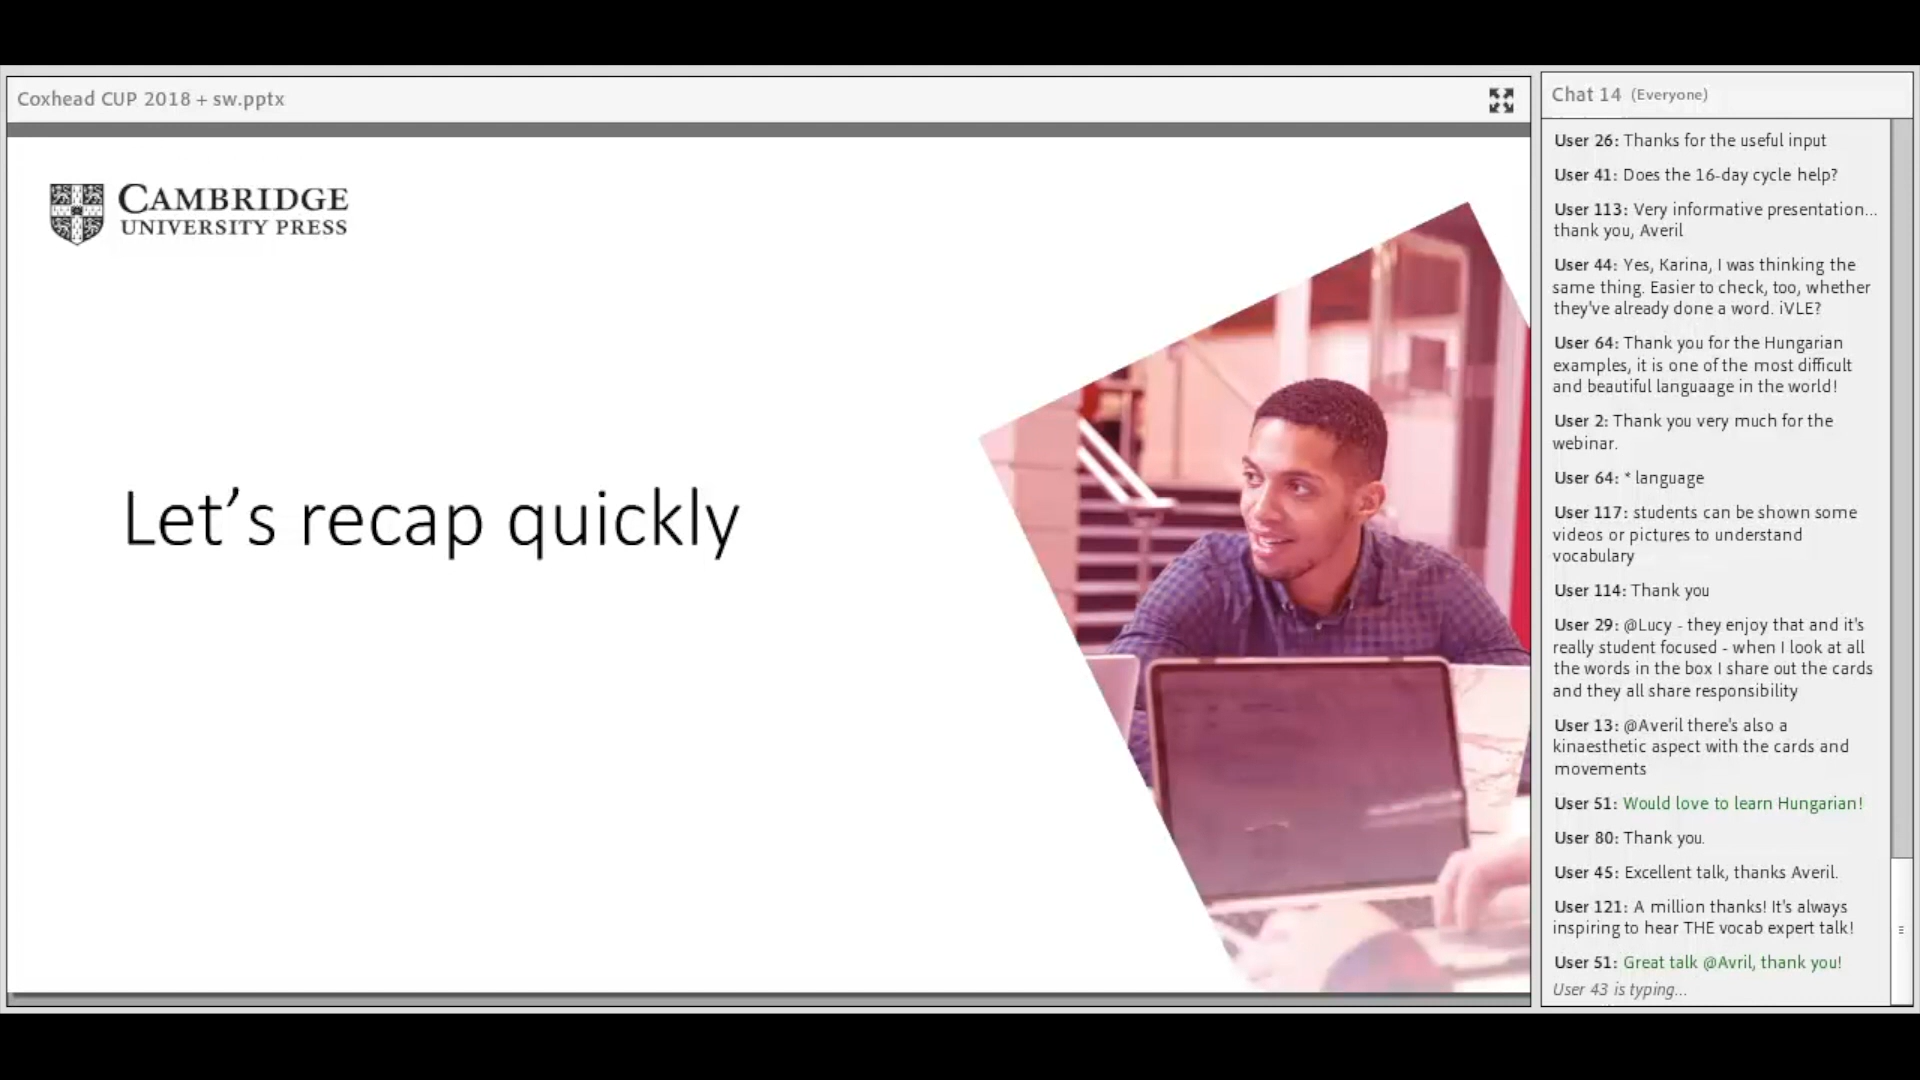 Coxhead CUP 2018 + sw.pptx
CAMBRIDGE
UNIVERSITY PRESS
Let's recap quickly
Chat 14 (Everyone)
User 26: Thanks for the useful input
User 41: Does the 16-day cycle help?
User 113: Very informative presentation...
thank you, Averil
User 44: Yes, Karina, I was thinking the
same thing. Easier to check, too, whether
they've already done a word. iVLE?
User 64: Thank you for the Hungarian
examples, it is one of the most difficult
and beautiful languaage in the world!
User 2: Thank you very much for the
webinar.
User 64: * language
User 117: students can be shown some
videos or pictures to understand
vocabulary
User 114: Thank you
User 29: @Lucy - they enjoy that and it's
really student focused - when I look at all
the words in the box I share out the cards
and they all share responsibility
User 13: @Averil there's also a
kinaesthetic aspect with the cards and
movements
User 51: Would love to learn Hungarian!
User 80: Thank you.
User 45: Excellent talk, thanks Averil.
User 121: A million thanks! It's always
inspiring to hear THE vocab expert talk!
User 51: Great talk @Avril, thank you!
User 43 is typing...